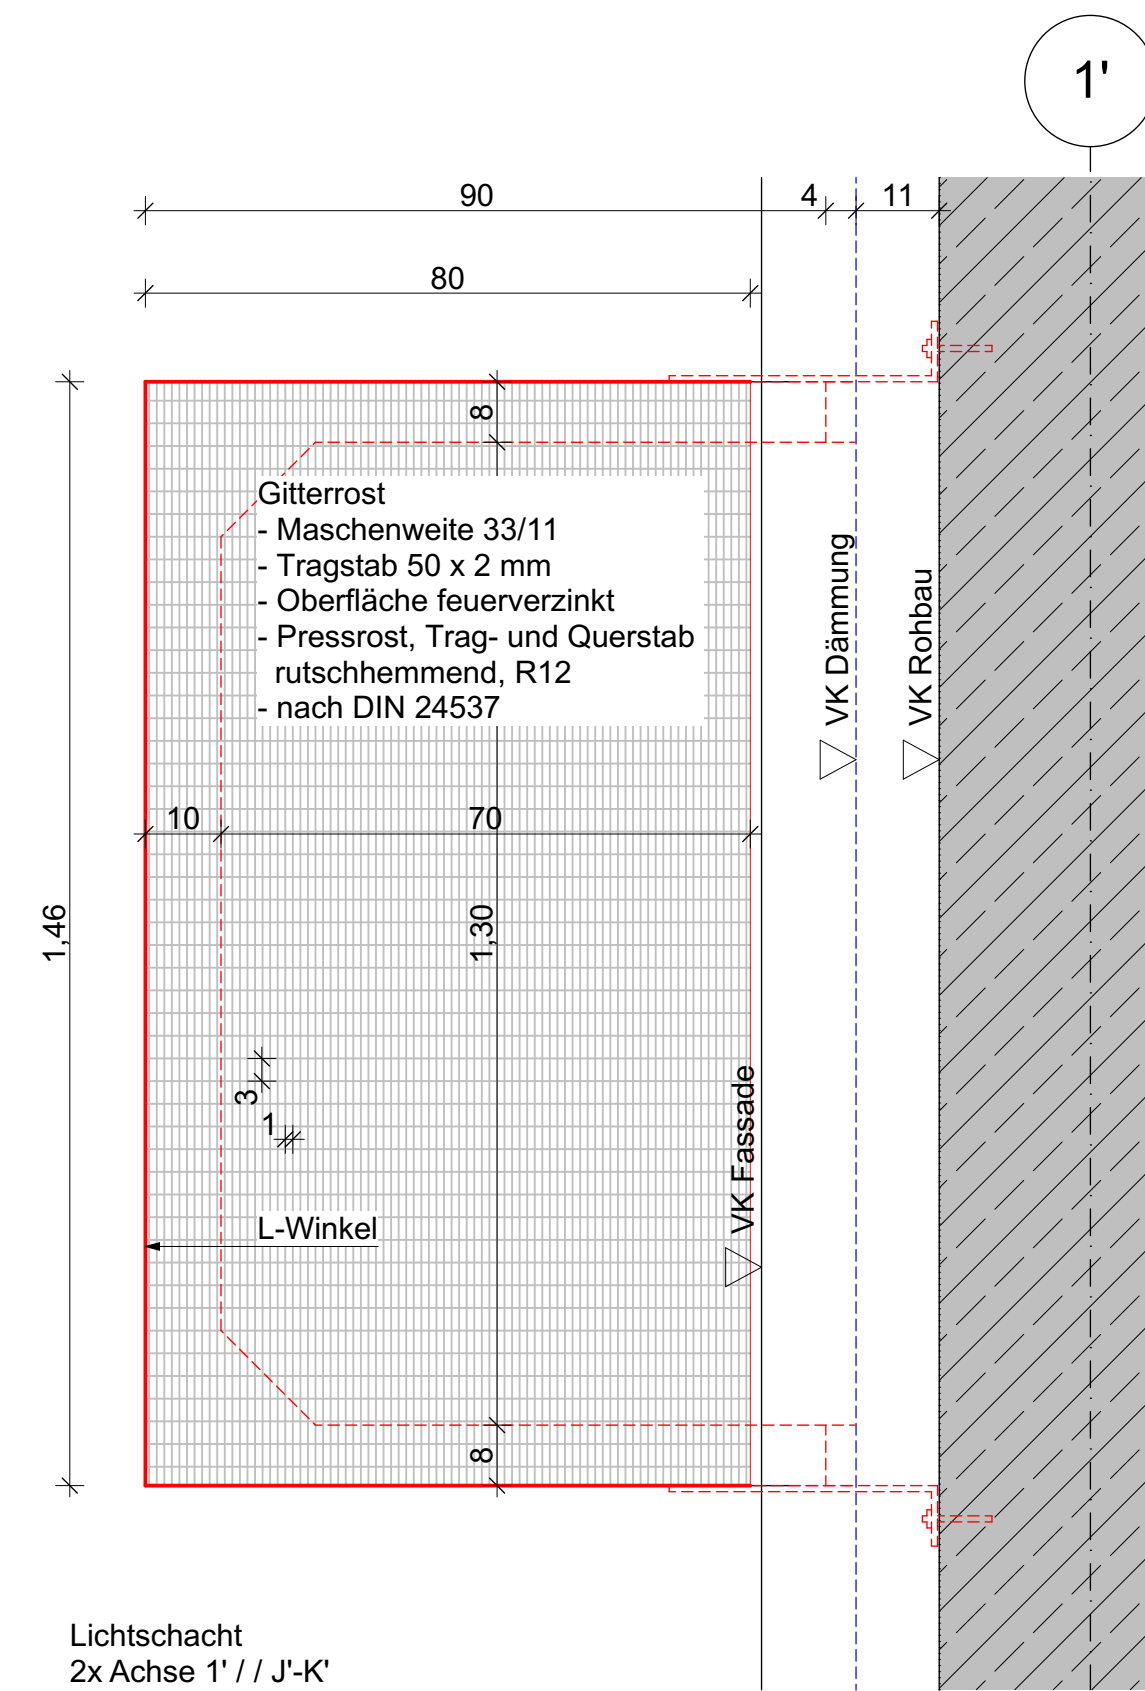 1'
90
4
11
80
8
Gitterrost
- Maschenweite 33/11
- Tragstab 50 x 2 mm
- Oberfläche feuerverzinkt
- Pressrost, Trag- und Querstab
rutschhemmend, R12
- nach DIN 24537
VK Dämmung
VK Rohbau
10
70
1,46
1,30
3
1
VK Fassade
L-Winkel
8
Lichtschacht
2x Achse 1' / / J'-K'